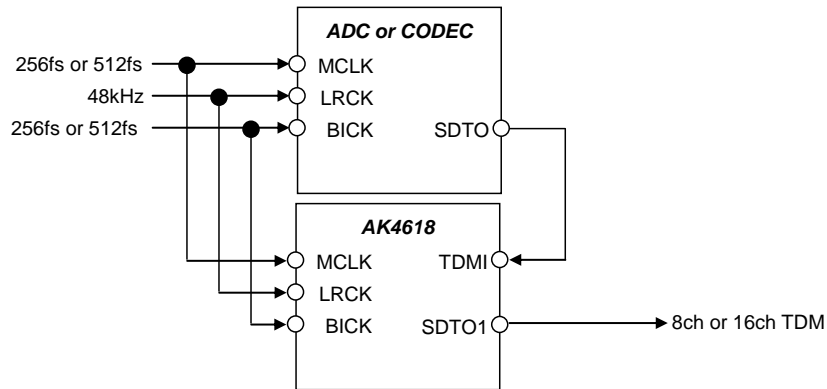 ADC or CODEC
256fs or 512fs
MCLK
48kHz
LRCK
256fs or 512fs
BICK
SDTO
AK4618
MCLK
TDMI
LRCK
BICK
SDTO1
8ch or 16ch TDM